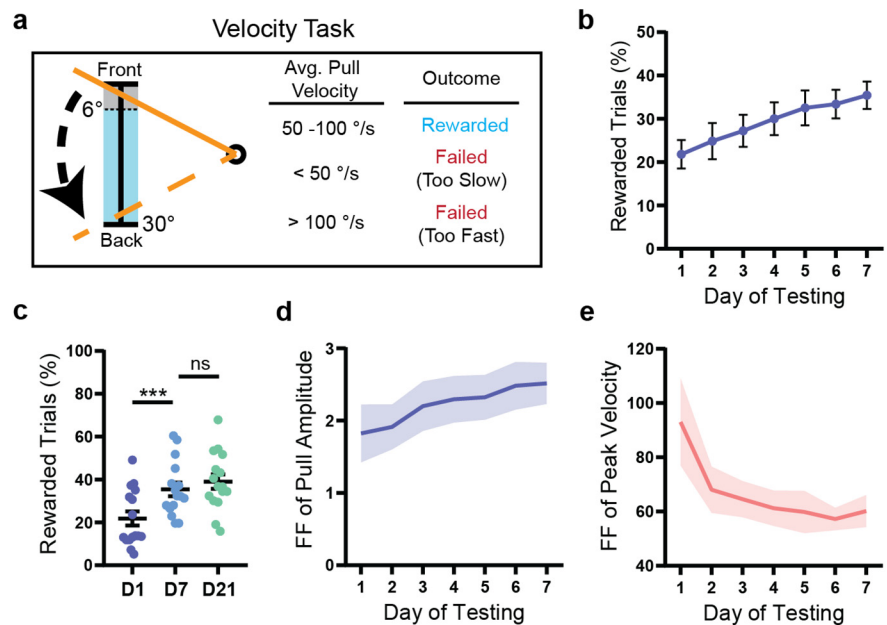 a
Velocity Task
Front
6°
30°
Back
Avg. Pull
Velocity
Outcome
50 -100 °/s
Rewarded
< 50 °/s
Failed
(Too Slow)
> 100 °/s
Failed
(Too Fast)
b
Rewarded Trials (%)
50
40
30
20
10
0
1 2 3 4 5 6 7
Day of Testing
c
Rewarded Trials (%)
100
80
60
40
20
0
***
ns
D1 D7 D21
d
FF of Pull Amplitude
3
2
1
0
1 2 3 4 5 6 7
Day of Testing
e
FF of Peak Velocity
120
100
80
60
40
1 2 3 4 5 6 7
Day of Testing